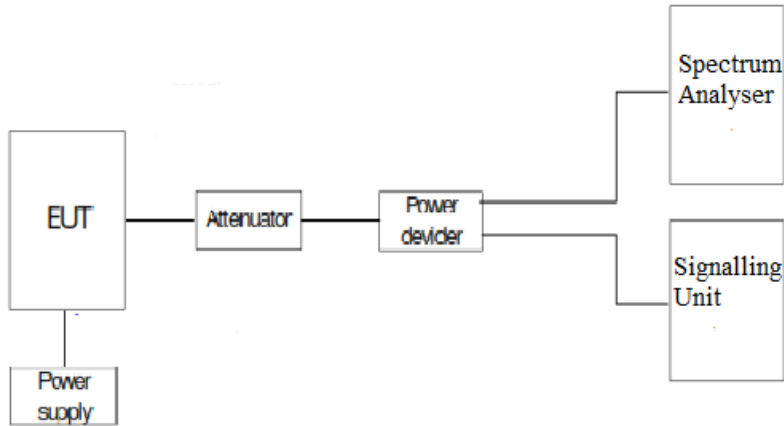 Spectrum
Analyser
EUT
Attenuator
Power
devider
Signalling
Unit
Power
supply